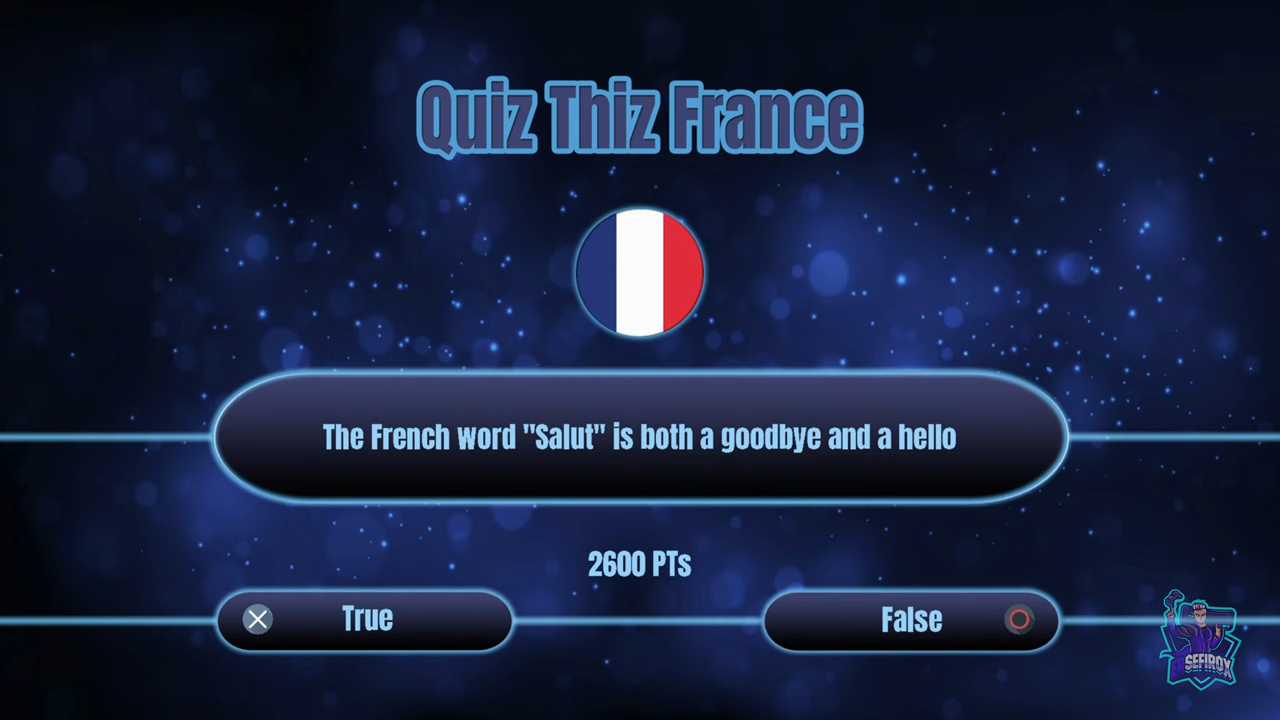 Quiz Thiz France
The French word "Salut" is both a goodbye and a hello
2600 PTs
True
False
SEFIROX